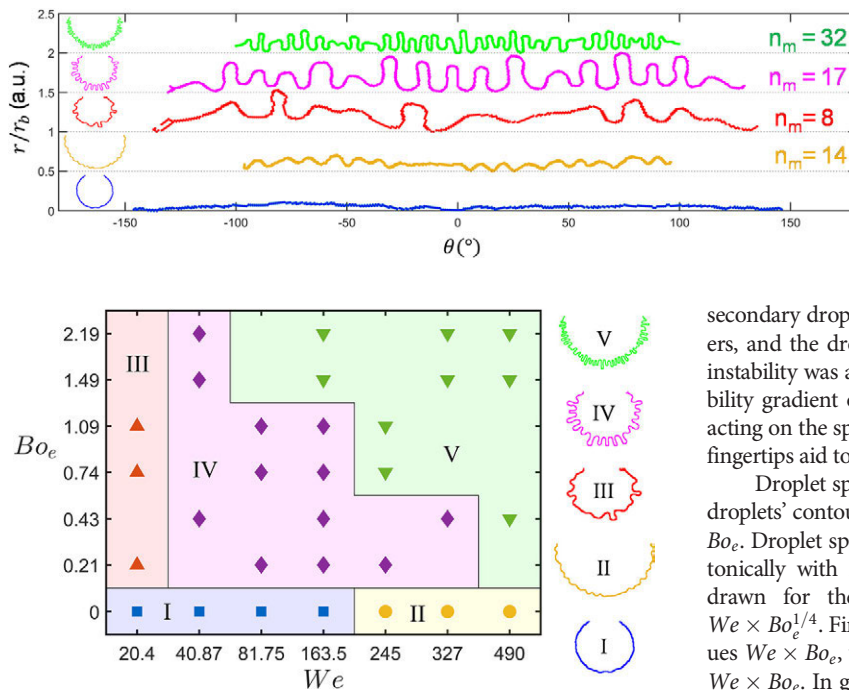 2.5
2
1.5
1
0.5
0
r/r_b (a.u.)
n_m = 32
n_m = 17
n_m = 8
n_m = 14
-150 -100 -50 0 50 100 150
θ(°)
2.19
1.49
1.09
0.74
0.43
0.21
0
Bo_e
III
IV
V
I
II
20.4 40.87 81.75 163.5 245 327 490
We
V
IV
III
II
I
secondary drop
ers, and the dro
instability was a
bility gradient o
acting on the sp
fingertips aid to
Droplet sp
droplets' contou
Bo_e. Droplet sp
tonically with
drawn for the
We × Bo_e^{1/4}. Fin
ues We × Bo_e,
We × Bo_e. In g